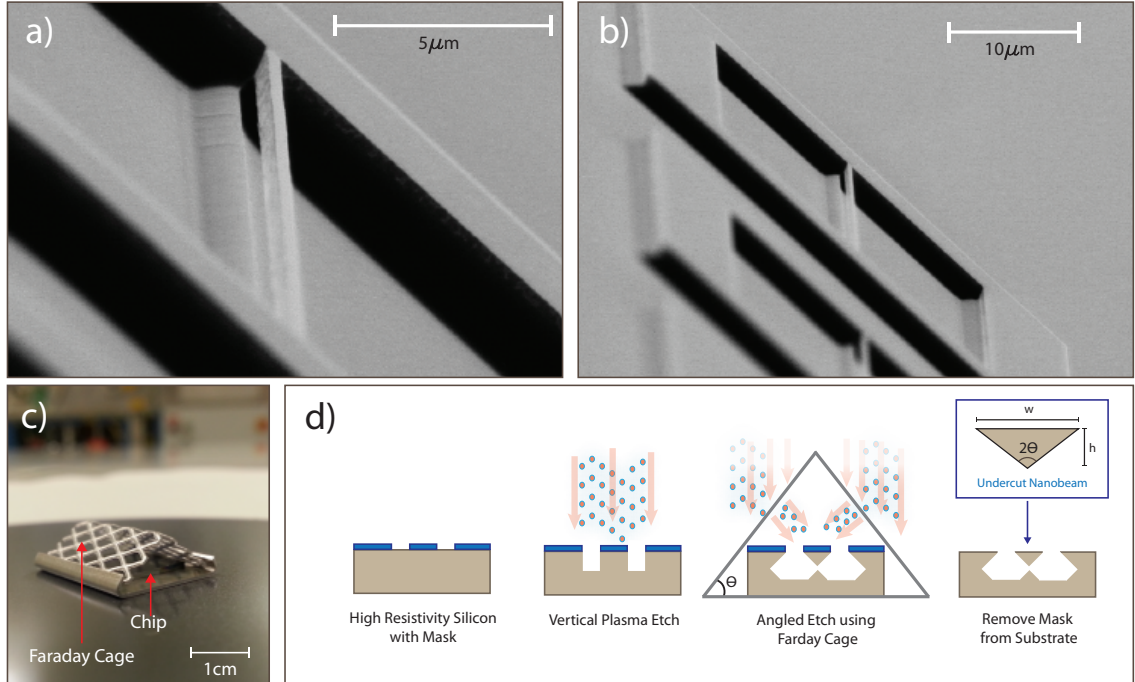 a)
5μm
b)
10μm
c)
Chip
Faraday Cage
1cm
d)
High Resistivity Silicon
with Mask
Vertical Plasma Etch
Θ
Angled Etch using
Farday Cage
w
2Θ
h
Undercut Nanobeam
Remove Mask
from Substrate